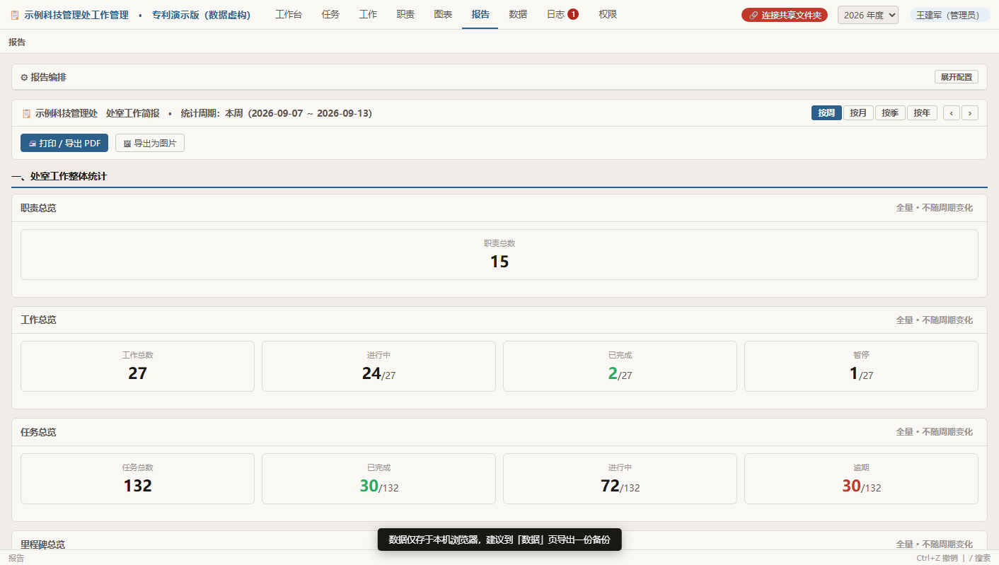 📋 示例科技管理处工作管理 • 专利演示版（数据虚构） 工作台 任务 工作 职责 图表 报告 数据 日志 1 权限 🔗 连接共享文件夹 2026 年度 王建军（管理员）
报告
⚙ 报告编排 展开配置
📋 示例科技管理处 处室工作简报 • 统计周期：本周（2026-09-07 ~ 2026-09-13） 按周 按月 按季 按年 ‹ ›
🖨 打印 / 导出 PDF 🖼 导出为图片
一、处室工作整体统计
职责总览 全量・不随周期变化
职责总数
15
工作总览 全量・不随周期变化
工作总数 进行中 已完成 暂停
27 24/27 2/27 1/27
任务总览 全量・不随周期变化
任务总数 已完成 进行中 逾期
132 30/132 72/132 30/132
里程碑总览 全量・不随周期变化
数据仅存于本机浏览器，建议到「数据」页导出一份备份
报告 Ctrl+Z 撤销 | / 搜索